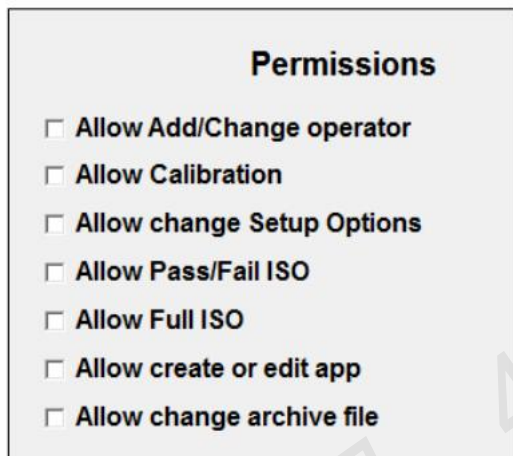 Permissions
Allow Add/Change operator
Allow Calibration
Allow change Setup Options
Allow Pass/Fail ISO
Allow Full ISO
Allow create or edit app
Allow change archive file